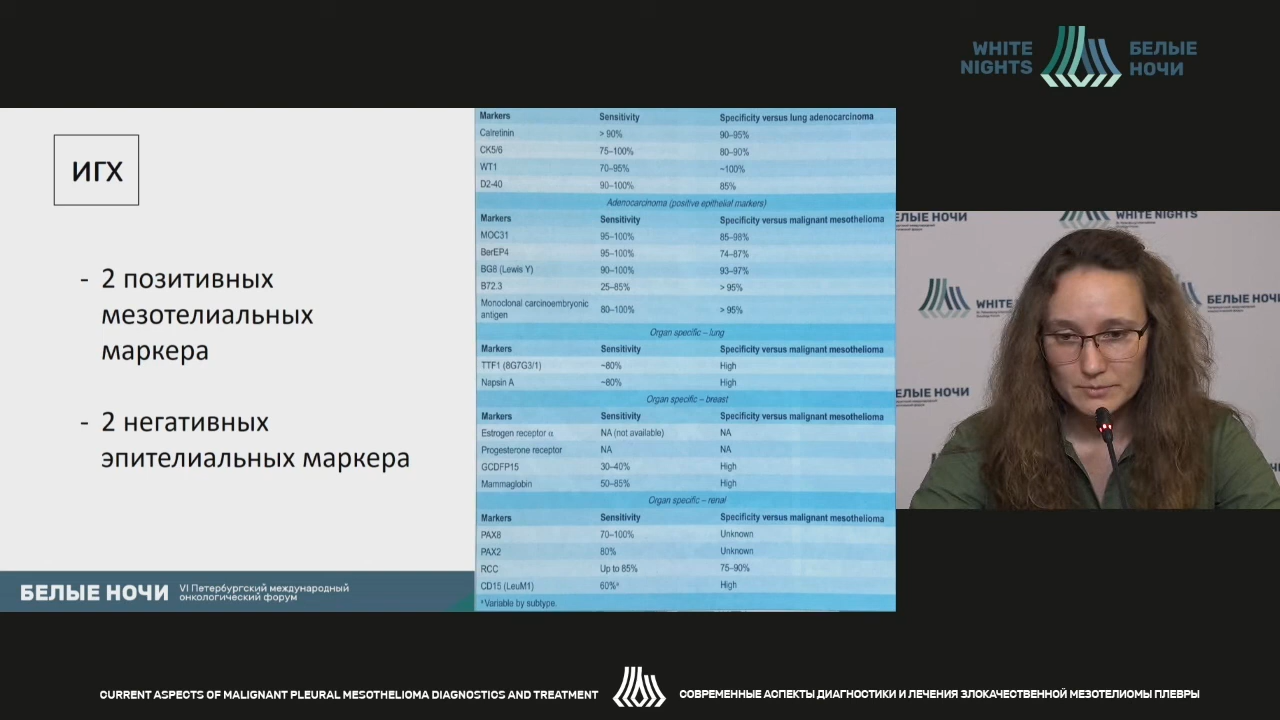 WHITE
NIGHTS
БЕЛЫЕ
НОЧИ
ИГХ
- 2 позитивных
мезотелиальных
маркера
- 2 негативных
эпителиальных маркера
Markers Sensitivity Specificity versus lung adenocarcinoma
Calretinin > 90% 90–95%
CK5/6 75–100% 80–90%
WT1 70–95% ~100%
D2-40 90–100% 85%
Adenocarcinoma (positive epithelial markers)
Markers Sensitivity Specificity versus malignant mesothelioma
MOC31 95–100% 85–98%
BerEP4 95–100% 74–87%
BG8 (Lewis Y) 90–100% 93–97%
B72.3 25–85% > 95%
Monoclonal carcinoembryonic
antigen 80–100% > 95%
Organ specific – lung
Markers Sensitivity Specificity versus malignant mesothelioma
TTF1 (8G7G3/1) ~80% High
Napsin A ~80% High
Organ specific – breast
Markers Sensitivity Specificity versus malignant mesothelioma
Estrogen receptor α NA (not available) NA
Progesterone receptor NA NA
GCDFP15 30–40% High
Mammaglobin 50–85% High
Organ specific – renal
Markers Sensitivity Specificity versus malignant mesothelioma
PAX8 70–100% Unknown
PAX2 80% Unknown
RCC Up to 85% 75–90%
CD15 (LeuM1) 60%ᵃ High
ᵃVariable by subtype.
БЕЛЫЕ НОЧИ
VI Петербургский международный
онкологический форум
ЕЛЫЕ НОЧИ
WHITE NIGHTS
WHITE
БЕЛЫЕ НОЧИ
ЕЛЫЕ НОЧИ
CURRENT ASPECTS OF MALIGNANT PLEURAL MESOTHELIOMA DIAGNOSTICS AND TREATMENT
СОВРЕМЕННЫЕ АСПЕКТЫ ДИАГНОСТИКИ И ЛЕЧЕНИЯ ЗЛОКАЧЕСТВЕННОЙ МЕЗОТЕЛИОМЫ ПЛЕВРЫ